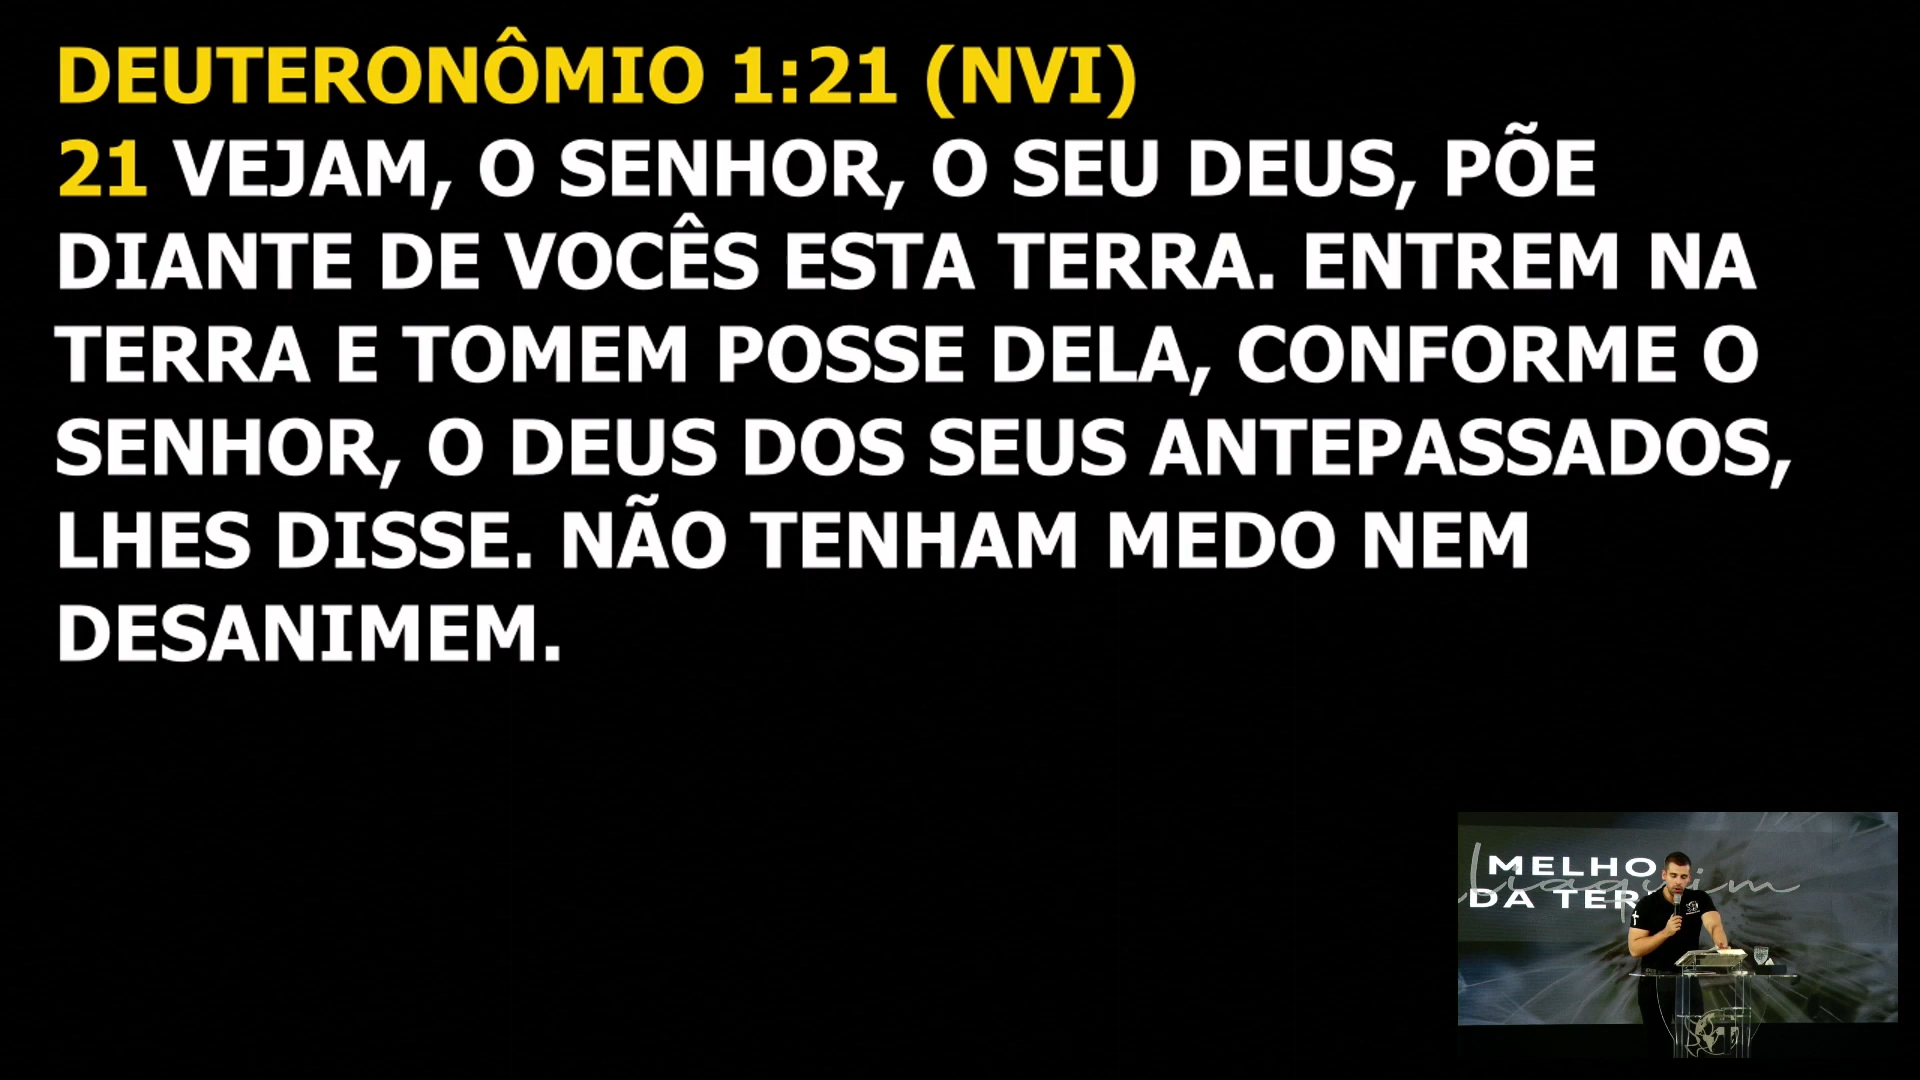 DEUTERONÔMIO 1:21 (NVI)
21 VEJAM, O SENHOR, O SEU DEUS, PÕE
DIANTE DE VOCÊS ESTA TERRA. ENTREM NA
TERRA E TOMEM POSSE DELA, CONFORME O
SENHOR, O DEUS DOS SEUS ANTEPASSADOS,
LHES DISSE. NÃO TENHAM MEDO NEM
DESANIMEM.
MELHO
DA TER